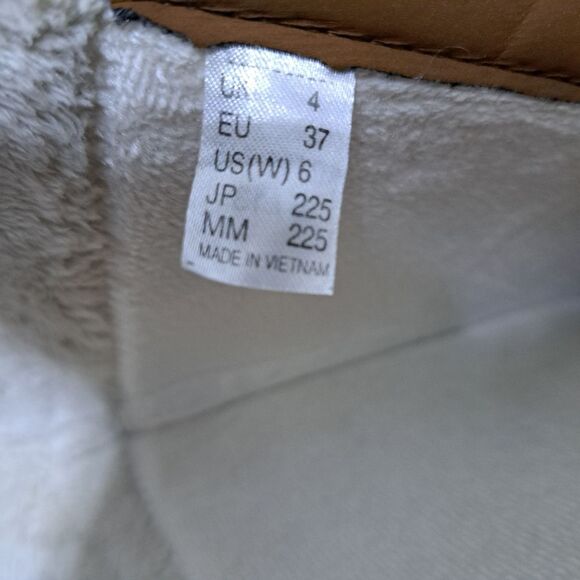 UK 4
EU 37
US(W) 6
JP 225
MM 225
MADE IN VIETNAM